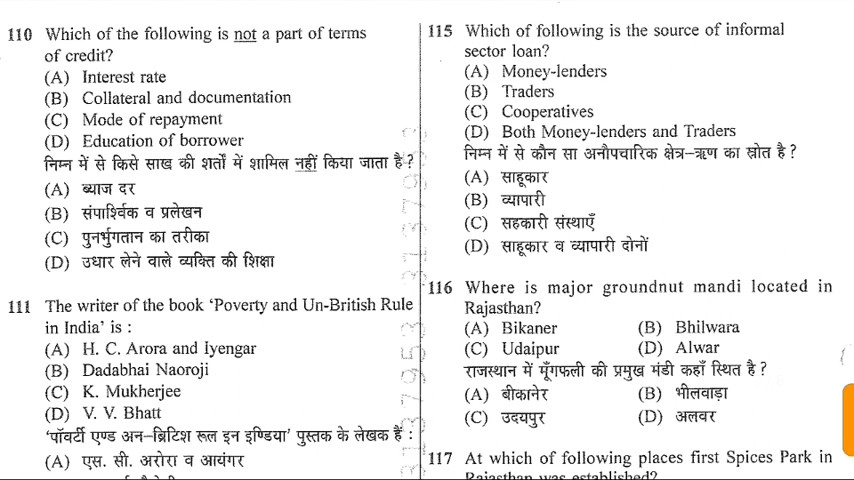 110 Which of the following is not a part of terms
of credit?
(A) Interest rate
(B) Collateral and documentation
(C) Mode of repayment
(D) Education of borrower
निम्न में से किसे साख की शर्तों में शामिल नहीं किया जाता है ?
(A) ब्याज दर
(B) संपार्श्विक व प्रलेखन
(C) पुनर्भुगतान का तरीका
(D) उधार लेने वाले व्यक्ति की शिक्षा
111 The writer of the book ‘Poverty and Un-British Rule
in India’ is :
(A) H. C. Arora and Iyengar
(B) Dadabhai Naoroji
(C) K. Mukherjee
(D) V. V. Bhatt
‘पॉवर्टी एण्ड अन–ब्रिटिश रूल इन इण्डिया’ पुस्तक के लेखक हैं :
(A) एस. सी. अरोरा व आयंगर
115 Which of following is the source of informal
sector loan?
(A) Money-lenders
(B) Traders
(C) Cooperatives
(D) Both Money-lenders and Traders
निम्न में से कौन सा अनौपचारिक क्षेत्र–ऋण का स्रोत है ?
(A) साहूकार
(B) व्यापारी
(C) सहकारी संस्थाएँ
(D) साहूकार व व्यापारी दोनों
116 Where is major groundnut mandi located in
Rajasthan?
(A) Bikaner (B) Bhilwara
(C) Udaipur (D) Alwar
राजस्थान में मूँगफली की प्रमुख मंडी कहाँ स्थित है ?
(A) बीकानेर (B) भीलवाड़ा
(C) उदयपुर (D) अलवर
117 At which of following places first Spices Park in
Rajasthan was established?